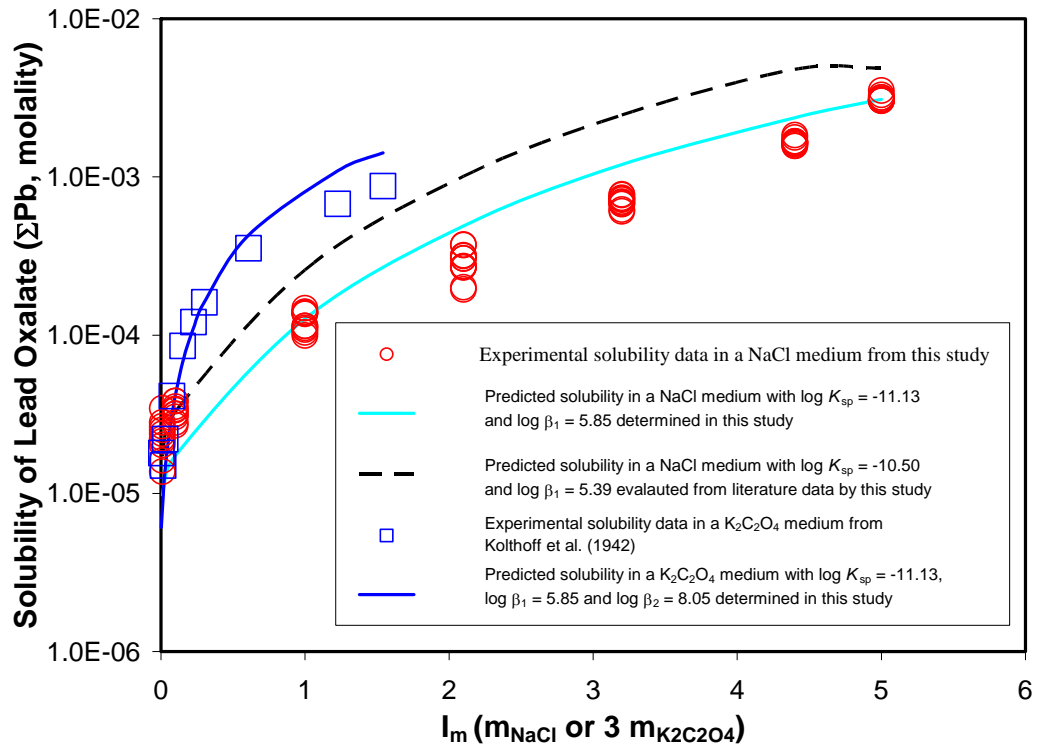 Solubility of Lead Oxalate (ΣPb, molality)
1.0E-02
1.0E-03
1.0E-04
1.0E-05
1.0E-06
Experimental solubility data in a NaCl medium from this study
Predicted solubility in a NaCl medium with log Ksp = -11.13
and log β1 = 5.85 determined in this study
Predicted solubility in a NaCl medium with log Ksp = -10.50
and log β1 = 5.39 evalauted from literature data by this study
Experimental solubility data in a K2C2O4 medium from
Kolthoff et al. (1942)
Predicted solubility in a K2C2O4 medium with log Ksp = -11.13,
log β1 = 5.85 and log β2 = 8.05 determined in this study
0 1 2 3 4 5 6
Im (mNaCl or 3 mK2C2O4)